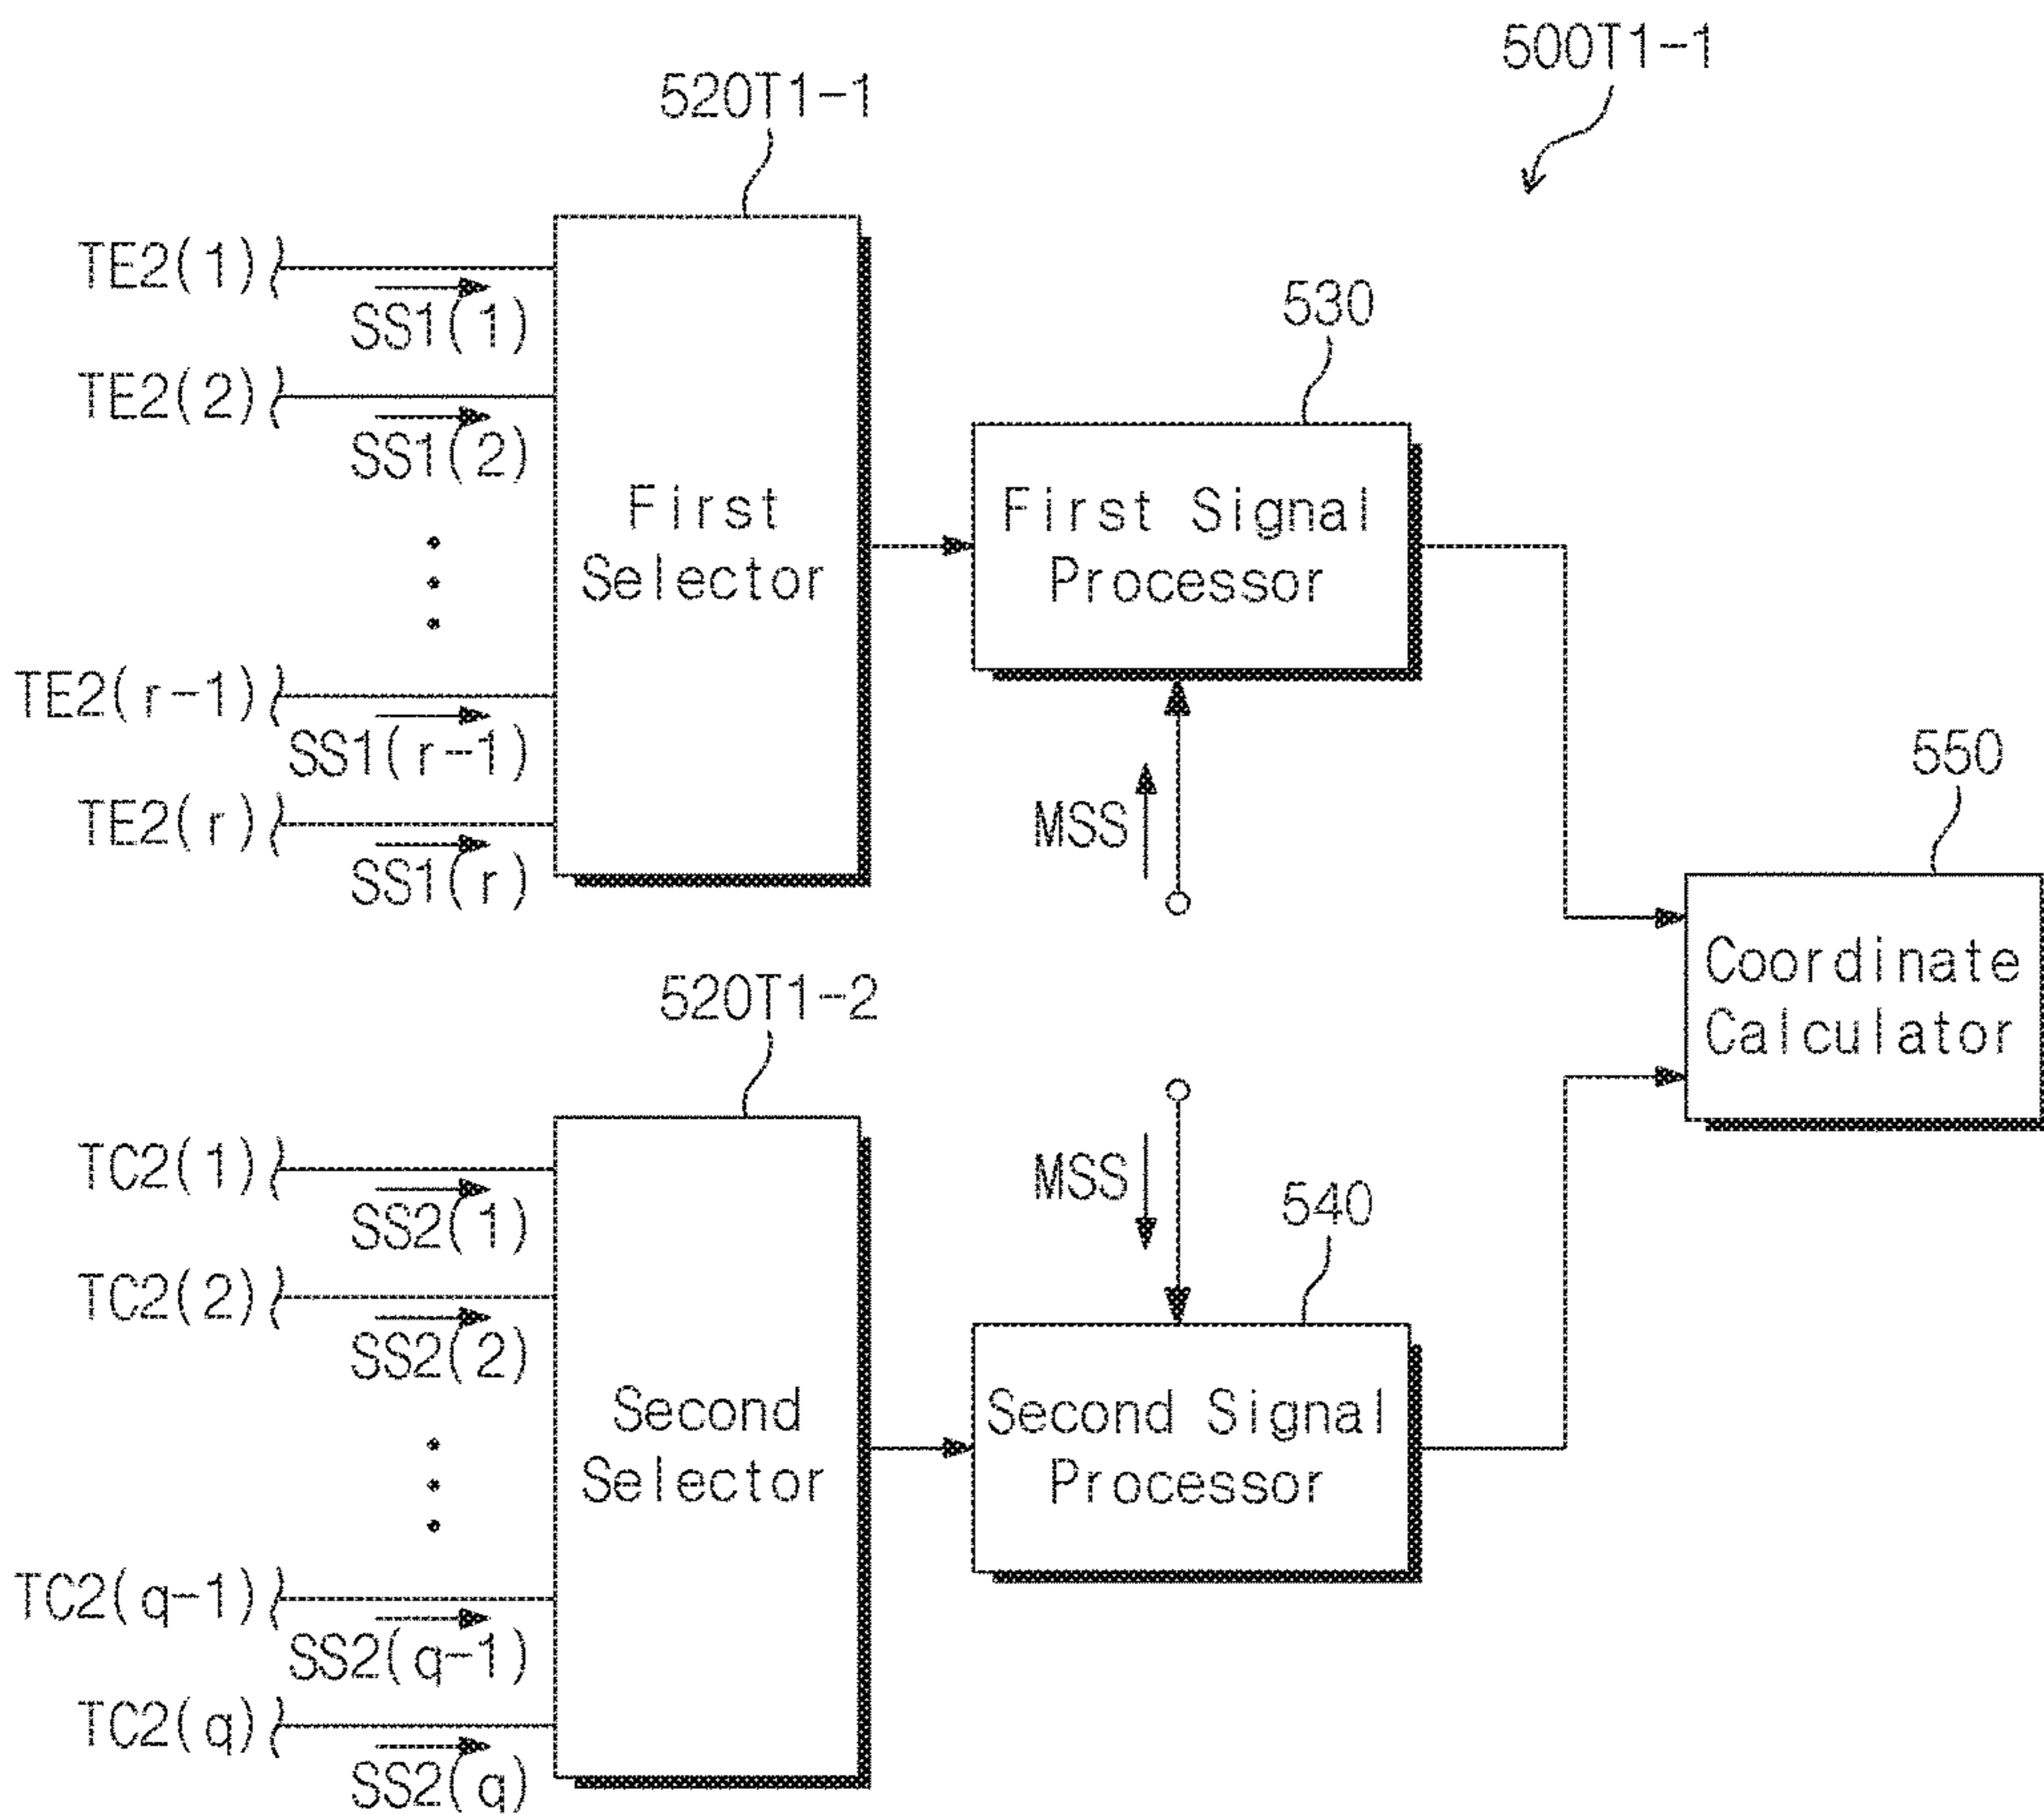 500T1-1
520T1-1
TE2(1)
SS1(1)
530
TE2(2)
SS1(2)
First
Selector
First Signal
Processor
TE2(r-1)
SS1(r-1)
550
TE2(r)
MSS
SS1(r)
Coordinate
Calculator
520T1-2
TC2(1)
MSS
SS2(1)
540
TC2(2)
SS2(2)
Second
Selector
Second Signal
Processor
TC2(q-1)
SS2(q-1)
TC2(q)
SS2(q)